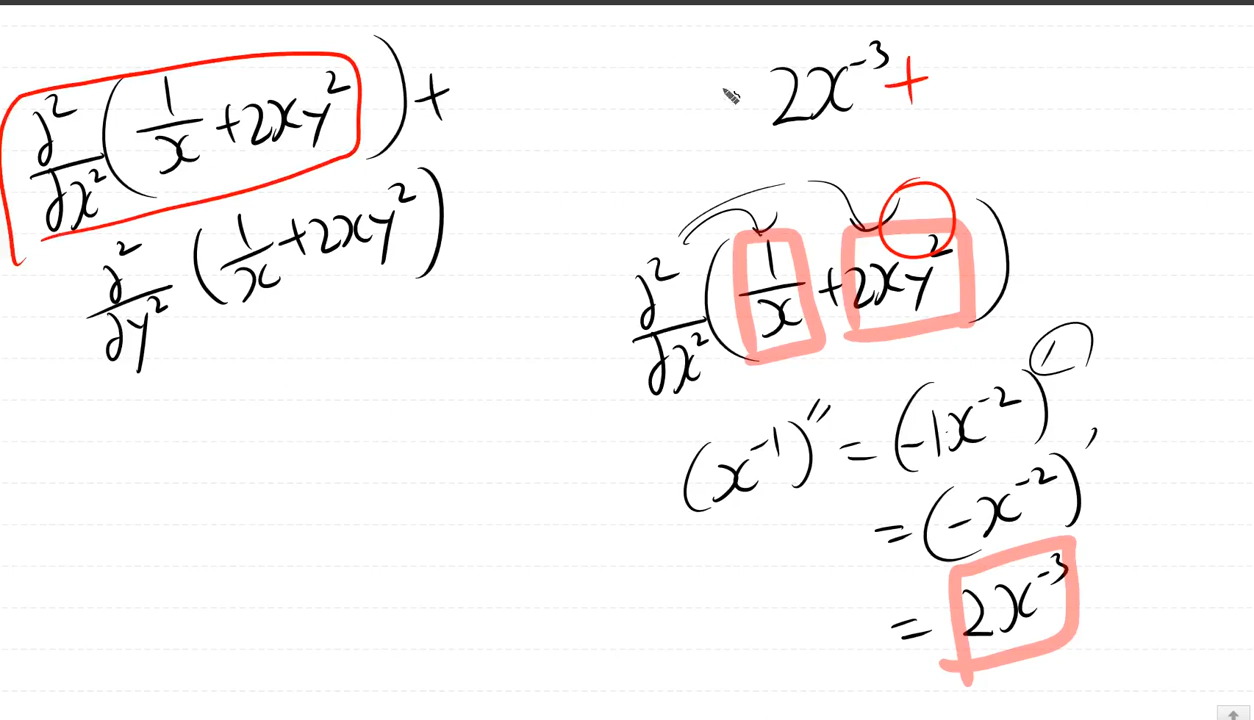 ∂²/∂x² (1/x + 2xy²)) +
∂²/∂y² (1/x + 2xy²)
2x⁻³ +
∂²/∂x² (1/x + 2xy²)
(x⁻¹)'' = (-1x⁻²)'
= (-x⁻²)'
= 2x⁻³